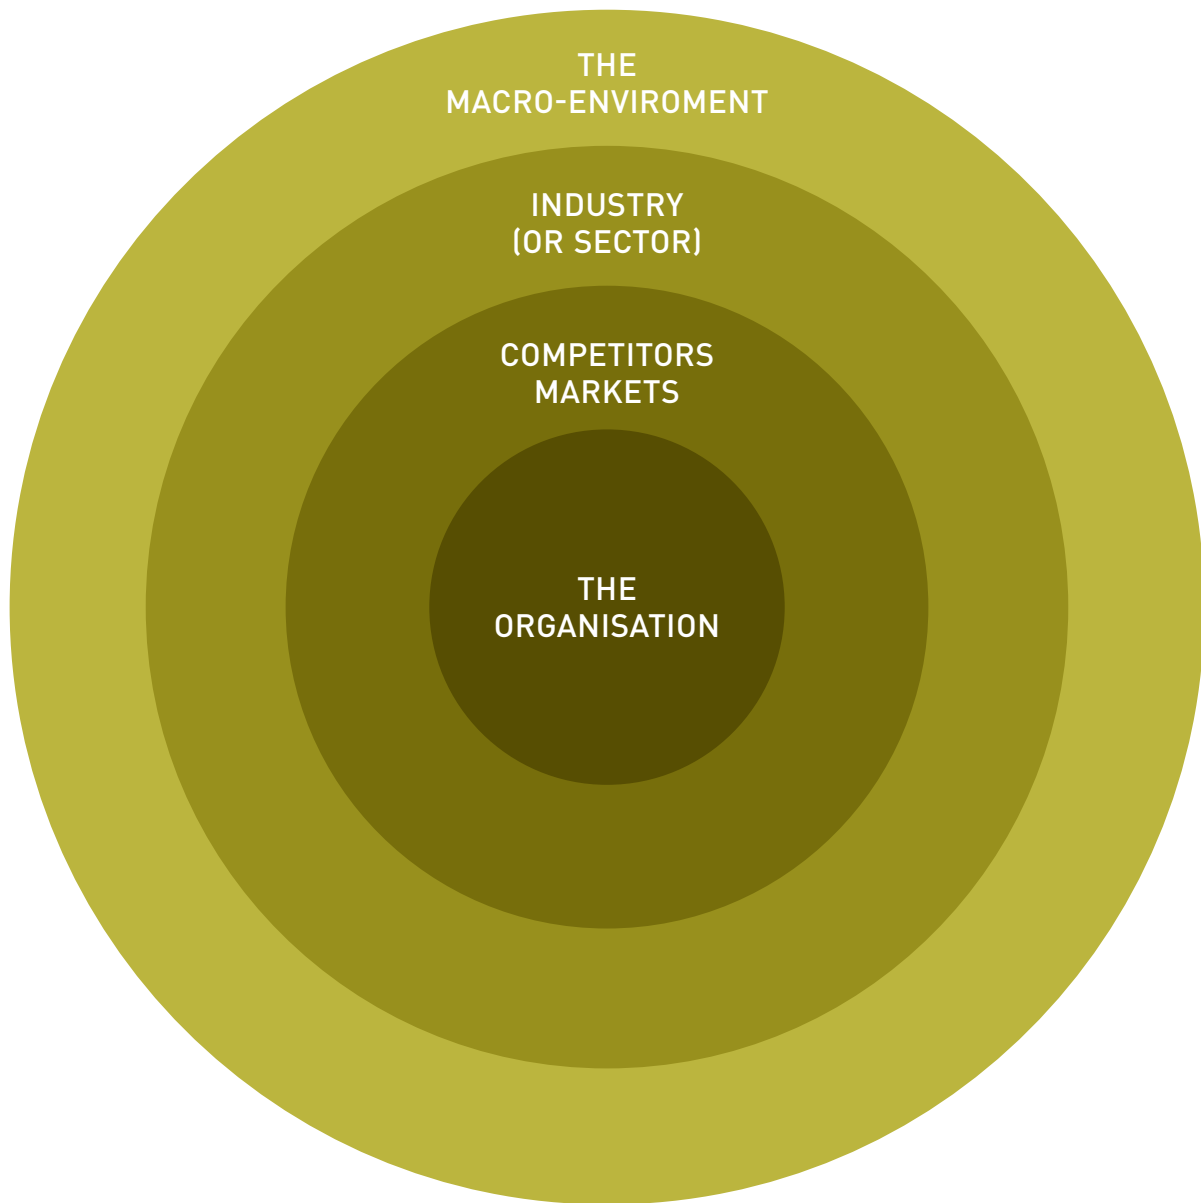 THE
MACRO-ENVIROMENT
INDUSTRY
(OR SECTOR)
COMPETITORS
MARKETS
THE
ORGANISATION